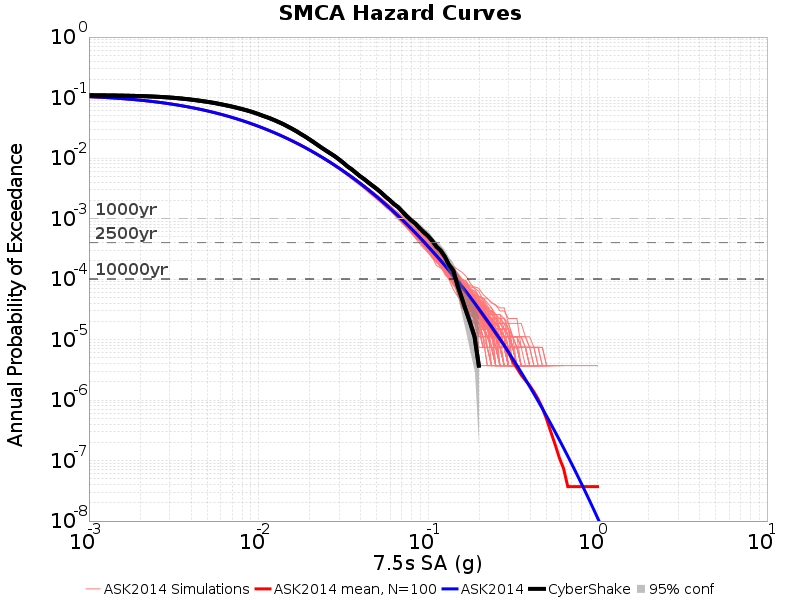 SMCA Hazard Curves
Annual Probability of Exceedance
10^0
10^-1
10^-2
10^-3
10^-4
10^-5
10^-6
10^-7
10^-8
1000yr
2500yr
10000yr
10^-3 10^-2 10^-1 10^0 10^1
7.5s SA (g)
ASK2014 Simulations ASK2014 mean, N=100 ASK2014 CyberShake 95% conf